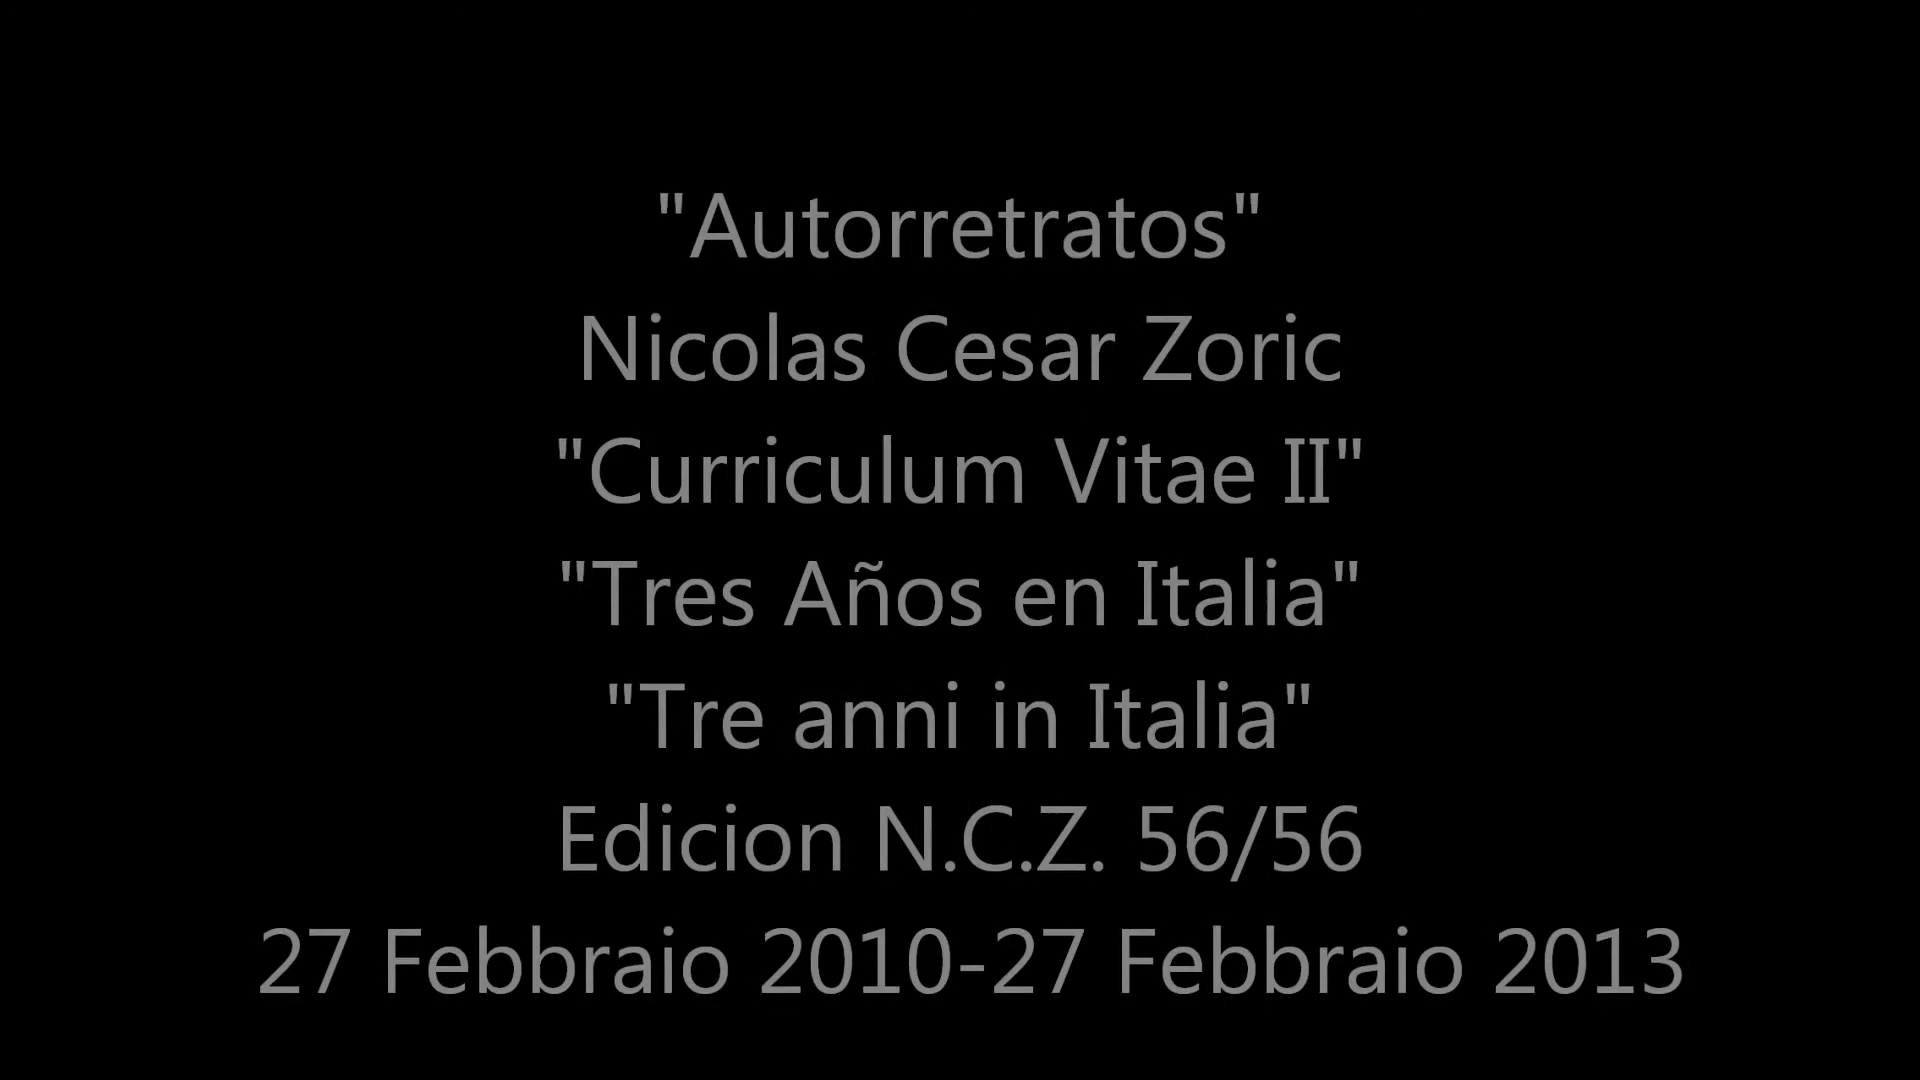 "Autorretratos"
Nicolas Cesar Zoric
"Curriculum Vitae II"
"Tres Años en Italia"
"Tre anni in Italia"
Edicion N.C.Z. 56/56
27 Febbraio 2010-27 Febbraio 2013